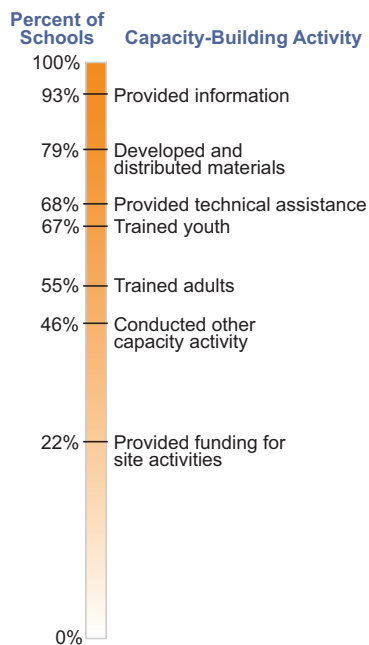 Percent of
Schools
Capacity-Building Activity
100%
93% Provided information
79% Developed and
distributed materials
68% Provided technical assistance
67% Trained youth
55% Trained adults
46% Conducted other
capacity activity
22% Provided funding for
site activities
0%